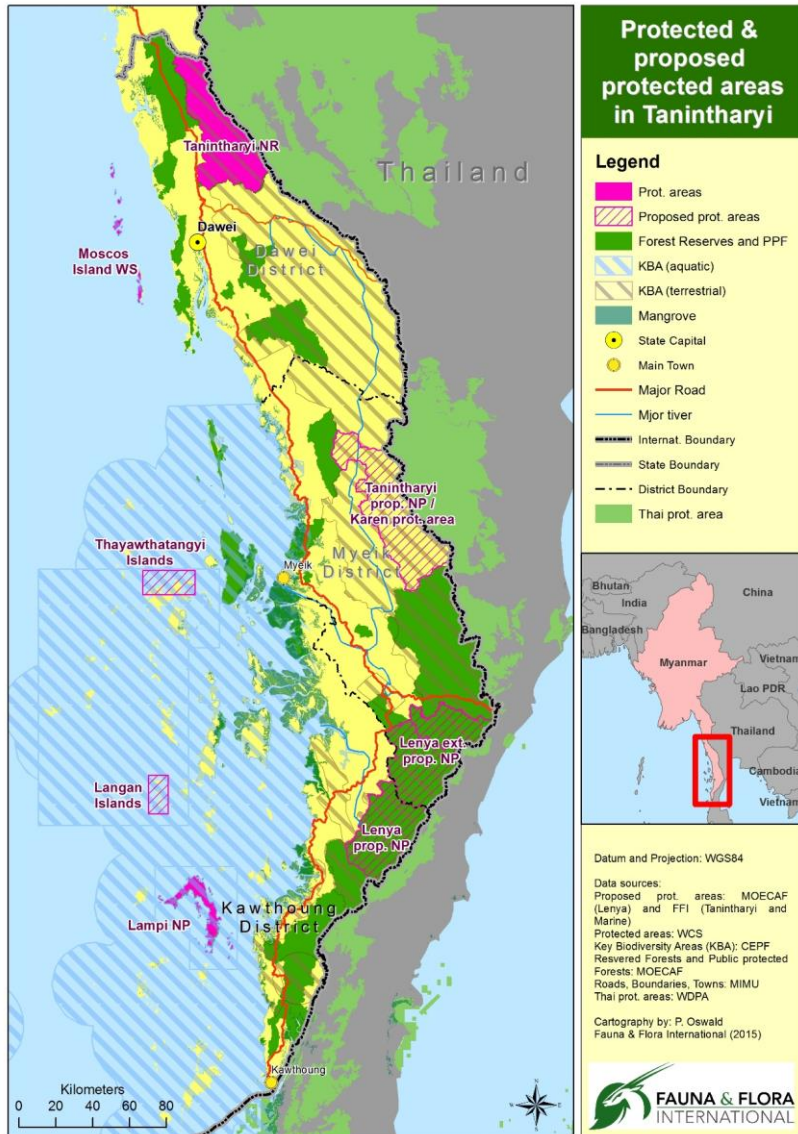 Protected &
proposed
protected areas
in Tanintharyi
Legend
Prot. areas
Proposed prot. areas
Forest Reserves and PPF
KBA (aquatic)
KBA (terrestrial)
Mangrove
State Capital
Main Town
Major Road
Mjor tiver
Internat. Boundary
State Boundary
District Boundary
Thai prot. area
Tanintharyi NR
Thailand
Dawei
Moscos
Island WS
Dawei
District
Tanintharyi
prop. NP /
Karen prot. area
Thayawthatangyi
Islands
Myeik
Myeik
District
Lenya ext.
prop. NP
Langan
Islands
Lenya
prop. NP
Lampi NP
Kawthoung
District
Kawthoung
Kilometers
0 20 40 60 80
N
E
S
W
Bhutan
India
China
Bangladesh
Myanmar
Vietnam
Lao PDR
Thailand
Cambodia
Vietnam
Datum and Projection: WGS84
Data sources:
Proposed prot. areas: MOECAF
(Lenya) and FFI (Tanintharyi and
Marine)
Protected areas: WCS
Key Biodiversity Areas (KBA): CEPF
Resverved Forests and Public protected
Forests: MOECAF
Roads, Boundaries, Towns: MIMU
Thai prot. areas: WDPA
Cartography by: P. Oswald
Fauna & Flora International (2015)
FAUNA & FLORA
INTERNATIONAL